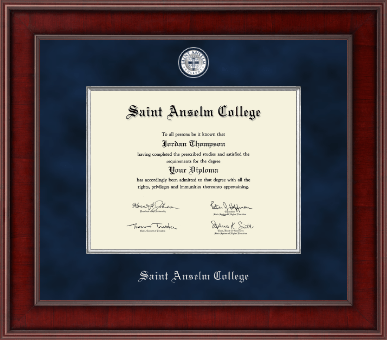 Saint Anselm College
To all persons be it known that
Jordan Thompson
having completed the prescribed studies and satisfied the
requirements for the degree
Your Diploma
has accordingly been admitted to that degree with all the
rights, privileges and immunities thereunto appertaining.
Saint Anselm College